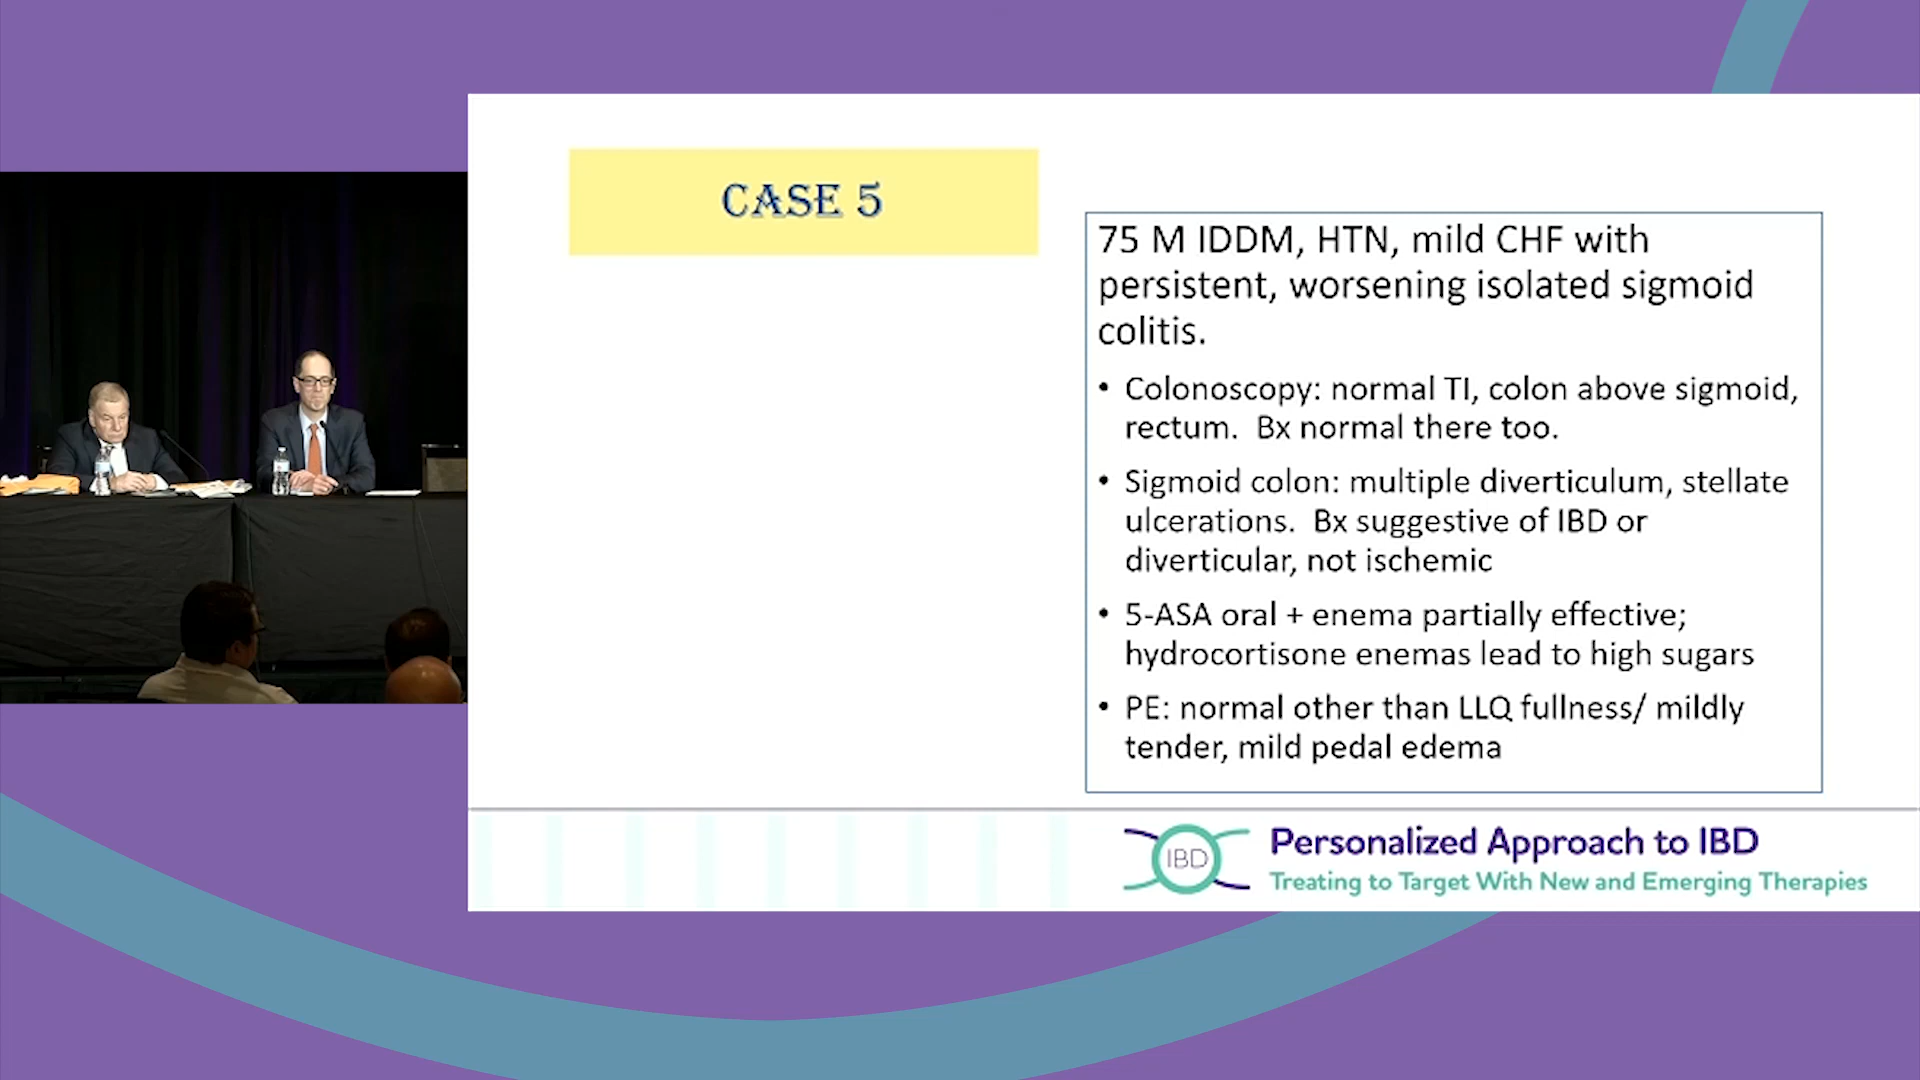 CASE 5
75 M IDDM, HTN, mild CHF with
persistent, worsening isolated sigmoid
colitis.
• Colonoscopy: normal TI, colon above sigmoid,
rectum.  Bx normal there too.
• Sigmoid colon: multiple diverticulum, stellate
ulcerations.  Bx suggestive of IBD or
diverticular, not ischemic
• 5-ASA oral + enema partially effective;
hydrocortisone enemas lead to high sugars
• PE: normal other than LLQ fullness/ mildly
tender, mild pedal edema
IBD
Personalized Approach to IBD
Treating to Target With New and Emerging Therapies